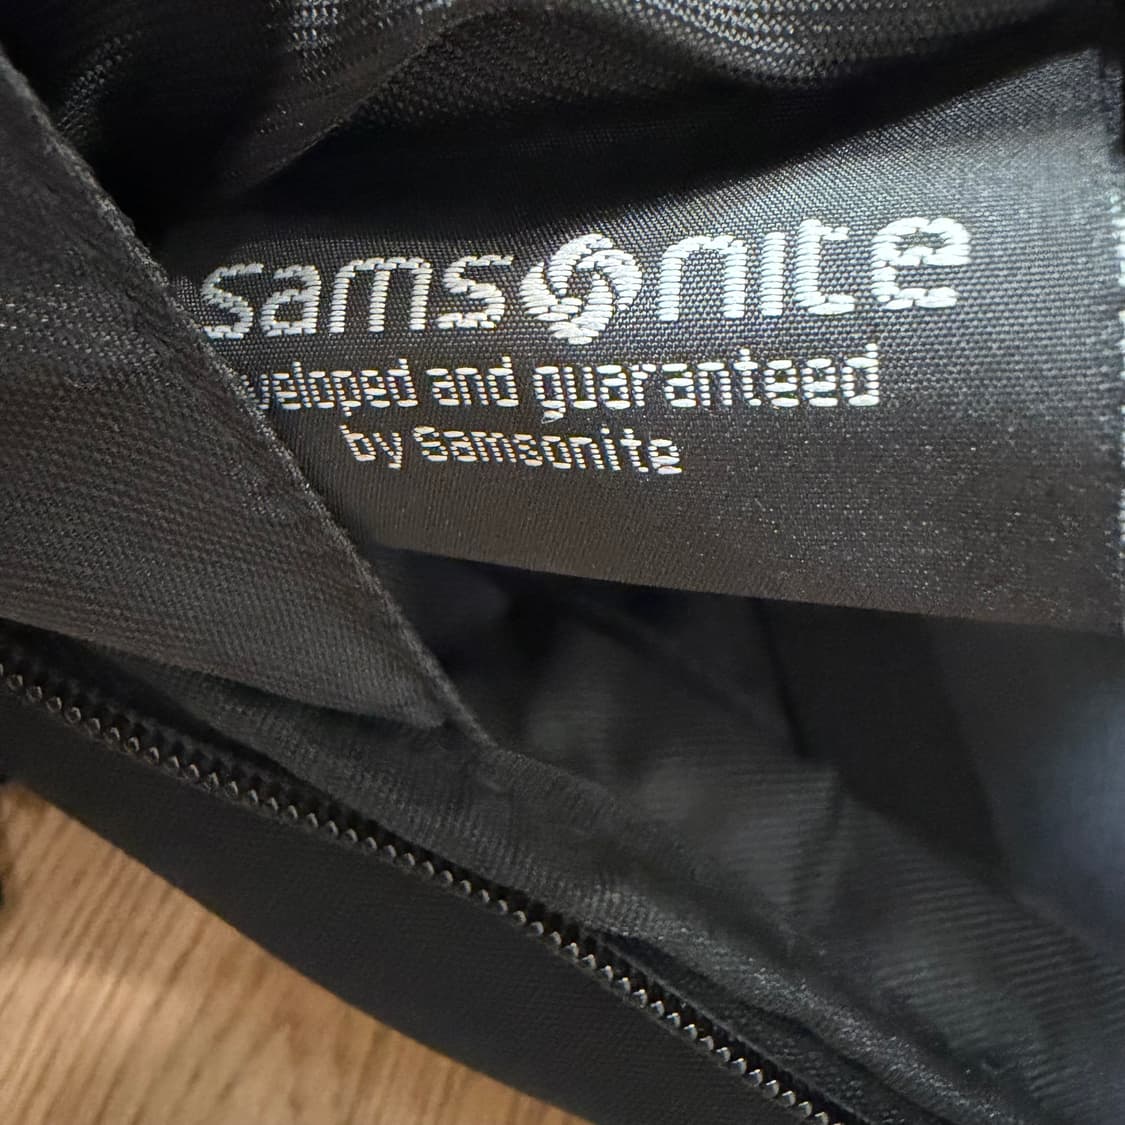 samsonite
veloped and guaranteed
by Samsonite